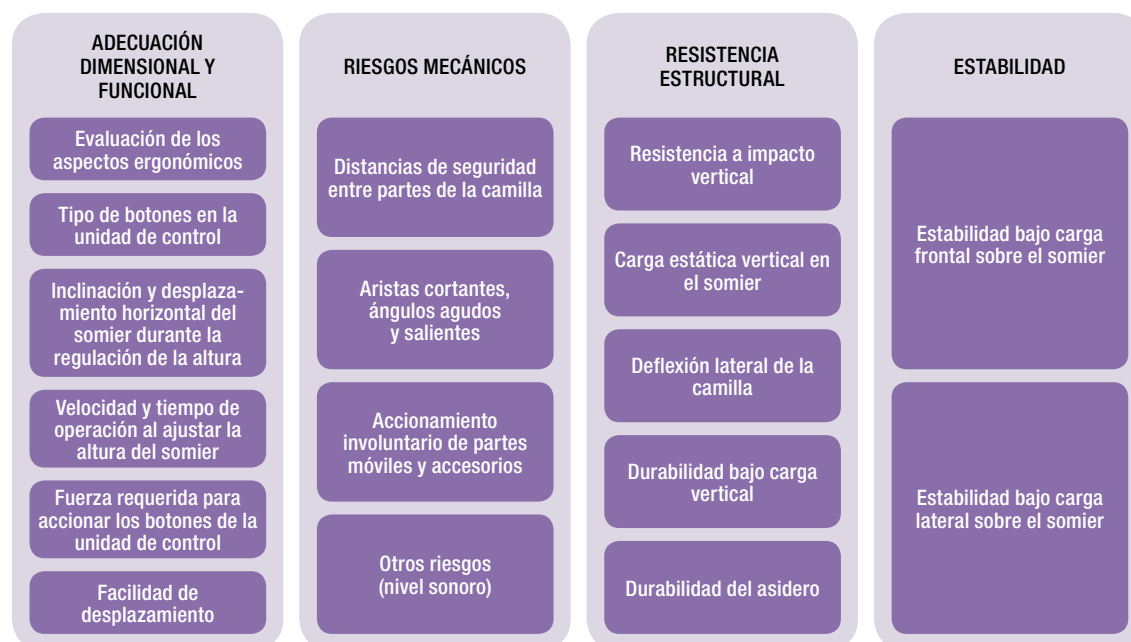 ADECUACIÓN
DIMENSIONAL Y
FUNCIONAL
Evaluación de los
aspectos ergonómicos
Tipo de botones en la
unidad de control
Inclinación y desplaza-
miento horizontal del
somier durante la
regulación de la altura
Velocidad y tiempo de
operación al ajustar la
altura del somier
Fuerza requerida para
accionar los botones de la
unidad de control
Facilidad de
desplazamiento
RIESGOS MECÁNICOS
Distancias de seguridad
entre partes de la camilla
Aristas cortantes,
ángulos agudos
y salientes
Accionamiento
involuntario de partes
móviles y accesorios
Otros riesgos
(nivel sonoro)
RESISTENCIA
ESTRUCTURAL
Resistencia a impacto
vertical
Carga estática vertical en
el somier
Deflexión lateral de la
camilla
Durabilidad bajo carga
vertical
Durabilidad del asidero
ESTABILIDAD
Estabilidad bajo carga
frontal sobre el somier
Estabilidad bajo carga
lateral sobre el somier